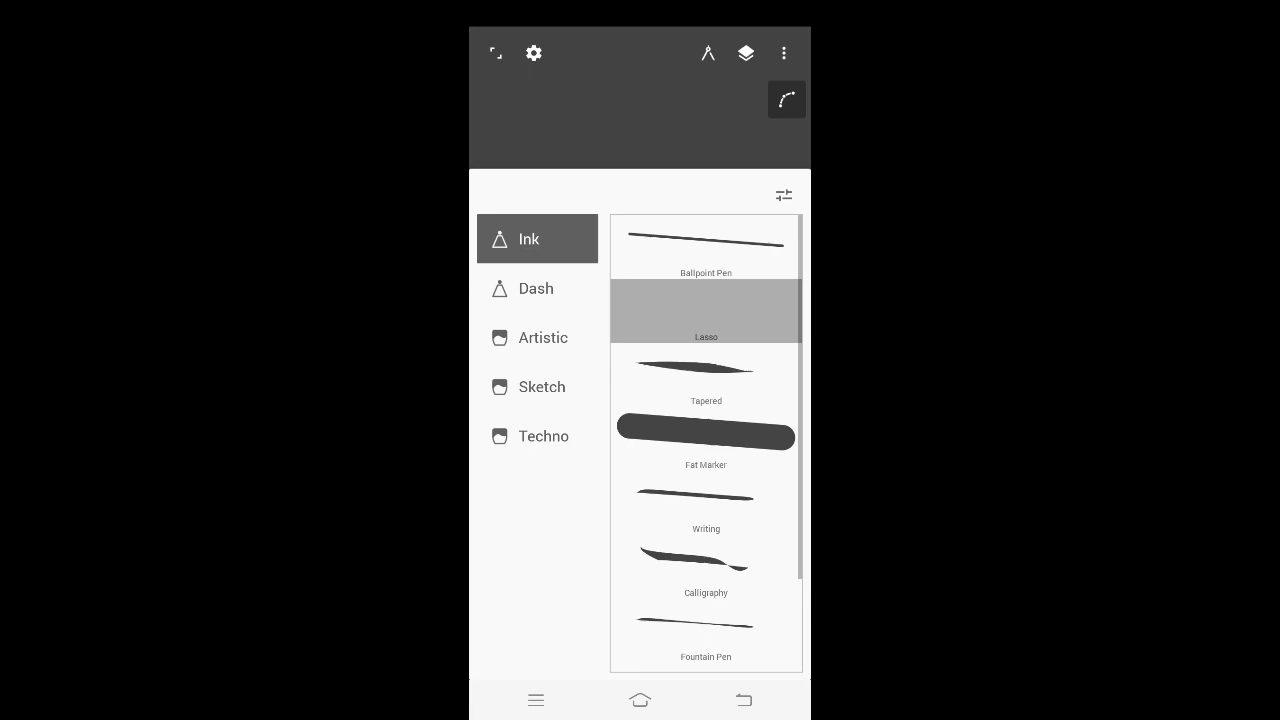 Ink
Dash
Artistic
Sketch
Techno
Ballpoint Pen
Lasso
Tapered
Fat Marker
Writing
Calligraphy
Fountain Pen